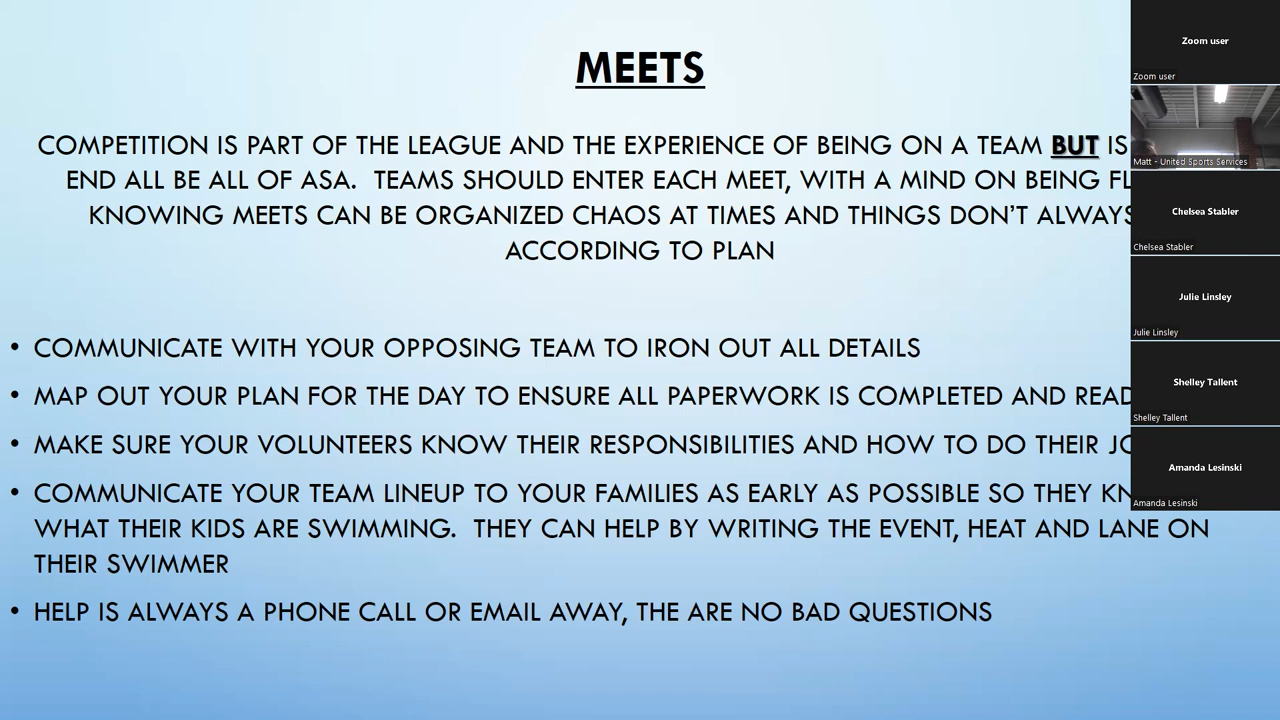 MEETS
COMPETITION IS PART OF THE LEAGUE AND THE EXPERIENCE OF BEING ON A TEAM BUT IS
END ALL BE ALL OF ASA. TEAMS SHOULD ENTER EACH MEET, WITH A MIND ON BEING
KNOWING MEETS CAN BE ORGANIZED CHAOS AT TIMES AND THINGS DON'T ALWAYS
ACCORDING TO PLAN
• COMMUNICATE WITH YOUR OPPOSING TEAM TO IRON OUT ALL DETAILS
• MAP OUT YOUR PLAN FOR THE DAY TO ENSURE ALL PAPERWORK IS COMPLETED AND
• MAKE SURE YOUR VOLUNTEERS KNOW THEIR RESPONSIBILITIES AND HOW TO DO THEIR
• COMMUNICATE YOUR TEAM LINEUP TO YOUR FAMILIES AS EARLY AS POSSIBLE SO THEY
WHAT THEIR KIDS ARE SWIMMING. THEY CAN HELP BY WRITING THE EVENT, HEAT AND LANE ON
THEIR SWIMMER
• HELP IS ALWAYS A PHONE CALL OR EMAIL AWAY, THE ARE NO BAD QUESTIONS
Zoom user
Zoom user
Matt - United Sports Services
Chelsea Stabler
Chelsea Stabler
Julie Linsley
Julie Linsley
Shelley Tallent
Shelley Tallent
Amanda Lesinski
Amanda Lesinski